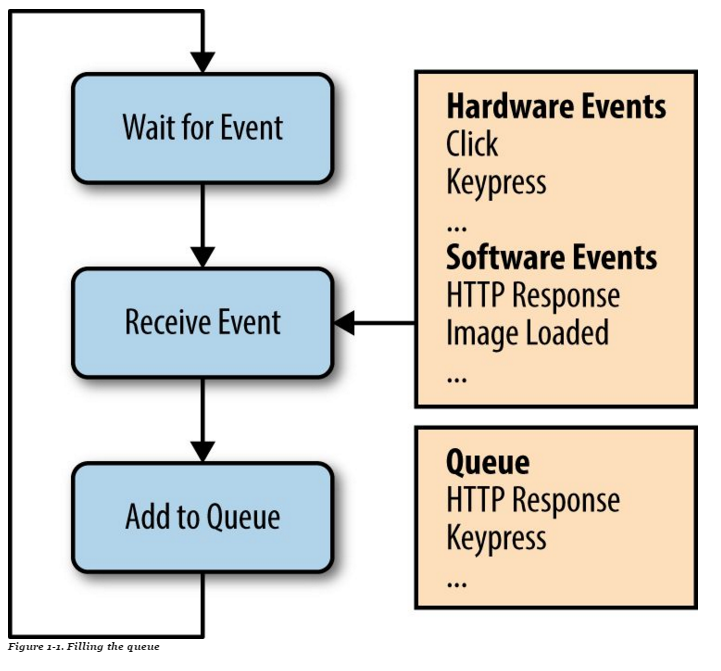 Wait for Event
Receive Event
Add to Queue
Hardware Events
Click
Keypress
...
Software Events
HTTP Response
Image Loaded
...
Queue
HTTP Response
Keypress
...
Figure 1-1. Filling the queue